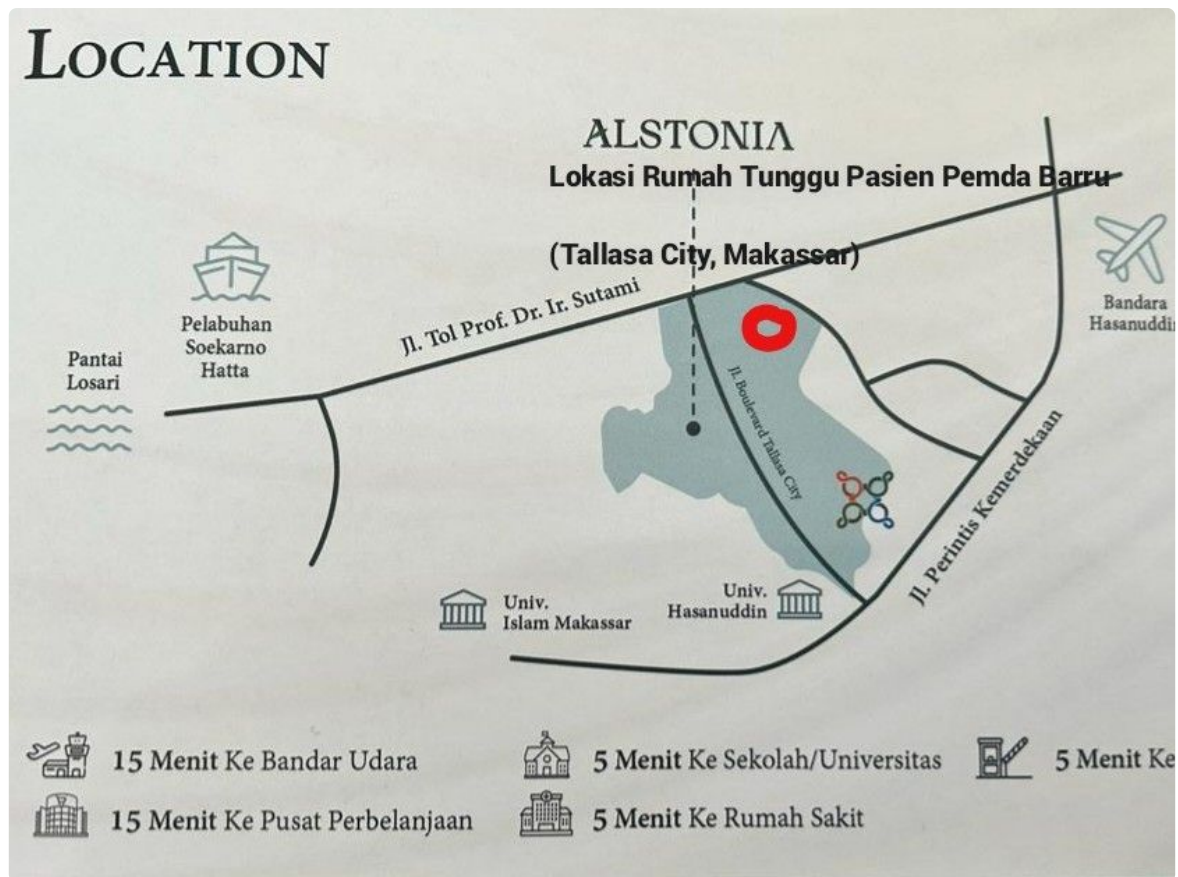 LOCATION
ALSTONIA
Lokasi Rumah Tunggu Pasien Pemda Barru
(Tallasa City, Makassar)
Jl. Tol Prof. Dr. Ir. Sutami
Pelabuhan
Soekarno
Hatta
Pantai
Losari
Bandara
Hasanuddi
Jl. Boulevard Tallasa City
Jl. Perintis Kemerdekaan
Univ.
Islam Makassar
Univ.
Hasanuddin
15 Menit Ke Bandar Udara
5 Menit Ke Sekolah/Universitas
5 Menit Ke
15 Menit Ke Pusat Perbelanjaan
5 Menit Ke Rumah Sakit